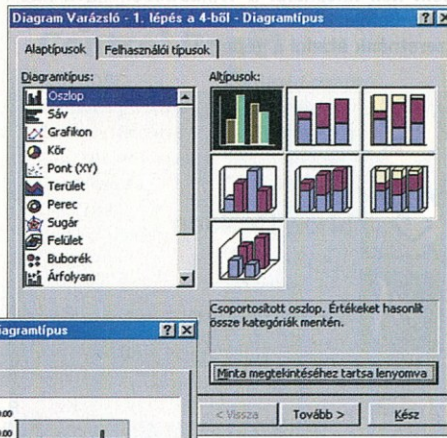 Diagram Varázsló - 1. lépés a 4-ből - Diagramtípus
Alaptípusok
Felhasználói típusok
Diagramtípus:
Altípusok:
Oszlop
Sáv
Grafikon
Kör
Pont (XY)
Terület
Perec
Sugár
Felület
Buborék
Árfolyam
Csoportosított oszlop. Értékeket hasonlít
össze kategóriák mentén.
Minta megtekintéséhez tartsa lenyomva
< Vissza
Tovább >
Kész
iagramtípus